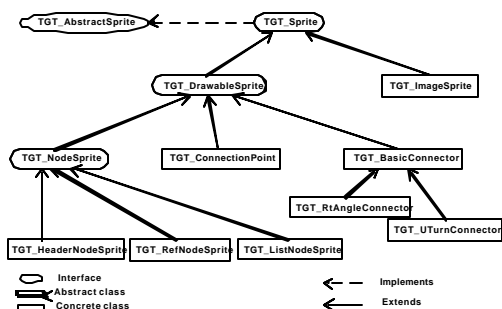 TGT_AbstractSprite
TGT_Sprite
TGT_DrawableSprite
TGT_ImageSprite
TGT_NodeSprite
TGT_ConnectionPoint
TGT_BasicConnector
TGT_RtAngleConnector
TGT_UTurnConnector
TGT_HeaderNodeSprite
TGT_RefNodeSprite
TGT_ListNodeSprite
Interface
Abstract class
Concrete class
Implements
Extends